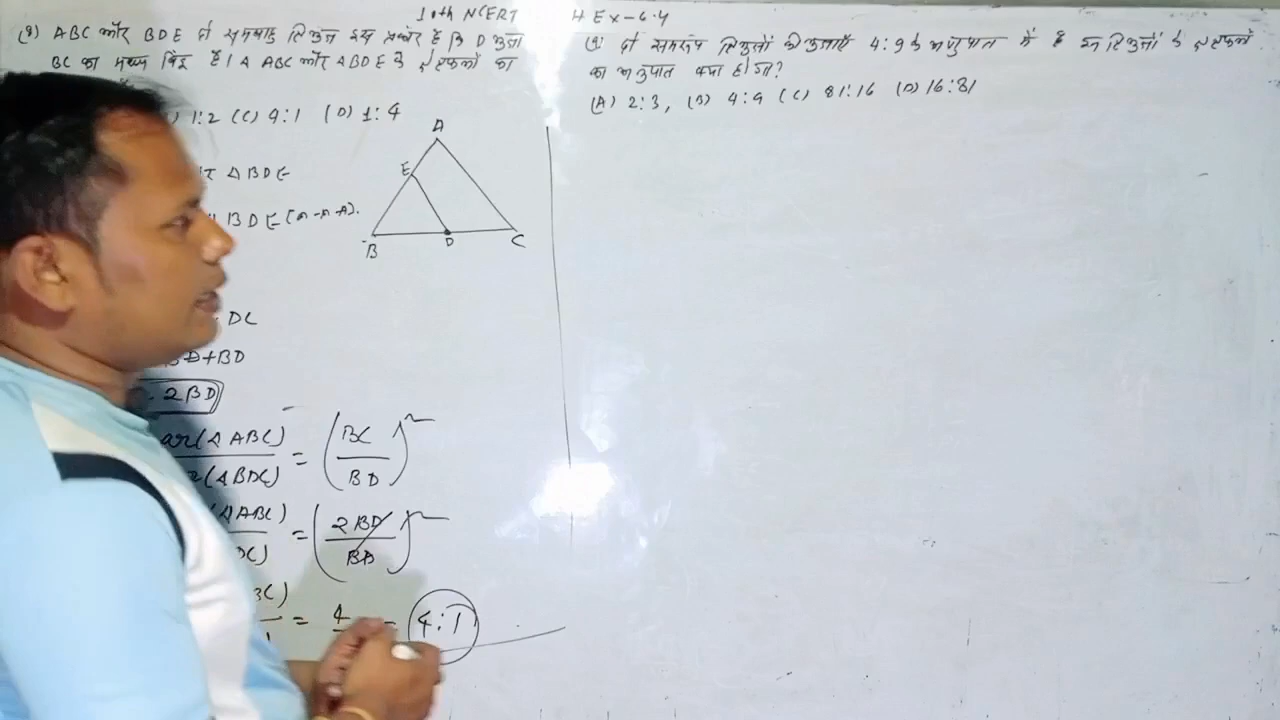 10th NCERT Ex-6.4
(8) ABC और BDE दो समबाहु त्रिभुज इस प्रकार है कि D भुजा
BC का मध्य बिंदु है। Δ ABC और Δ BDE के क्षेत्रफलों का
1:2 (C) 4:1 (D) 1:4
Δ BDE
BDE (A-A-A).
A
E
B
D
C
DC
BD+BD
2BD
ar(Δ ABC) = (BC/BD)²
(Δ BDC)
(Δ ABC) = (2BD/BD)²
DC)
BC) = 4 = 4:1
(9) दो समरूप त्रिभुजों की भुजाएँ 4:9 के अनुपात में है इन त्रिभुजों के क्षेत्रफलों
का अनुपात क्या होगा?
(A) 2:3, (B) 4:9 (C) 81:16 (D) 16:81